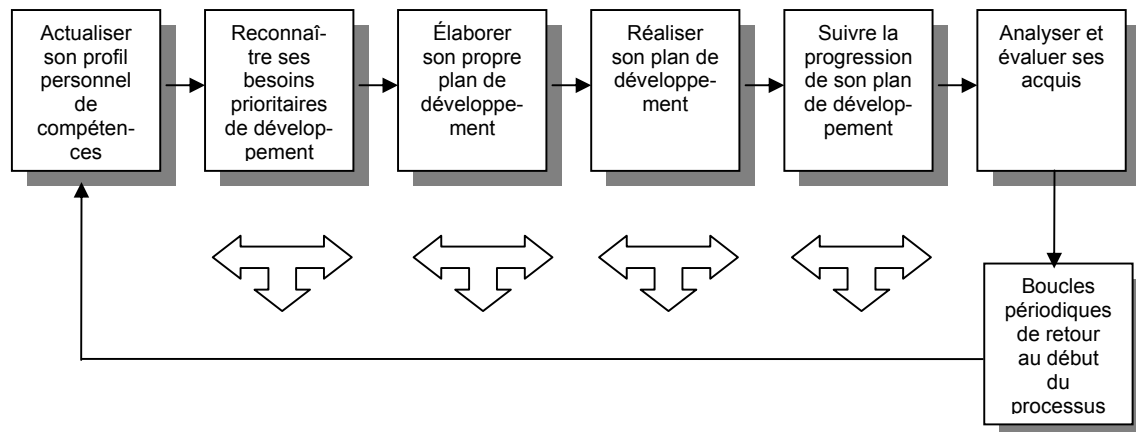 Actualiser
son profil
personnel
de
compéten-
ces
Reconnaî-
tre ses
besoins
prioritaires
de dévelop-
pement
Élaborer
son propre
plan de
développe-
ment
Réaliser
son plan de
développe-
ment
Suivre la
progression
de son plan
de dévelop-
pement
Analyser et
évaluer ses
acquis
Boucles
périodiques
de retour
au début
du
processus